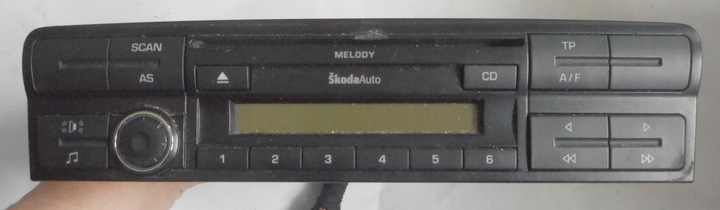 SCAN
AS
MELODY
ŠkodaAuto
CD
TP
A/F
1 2 3 4 5 6